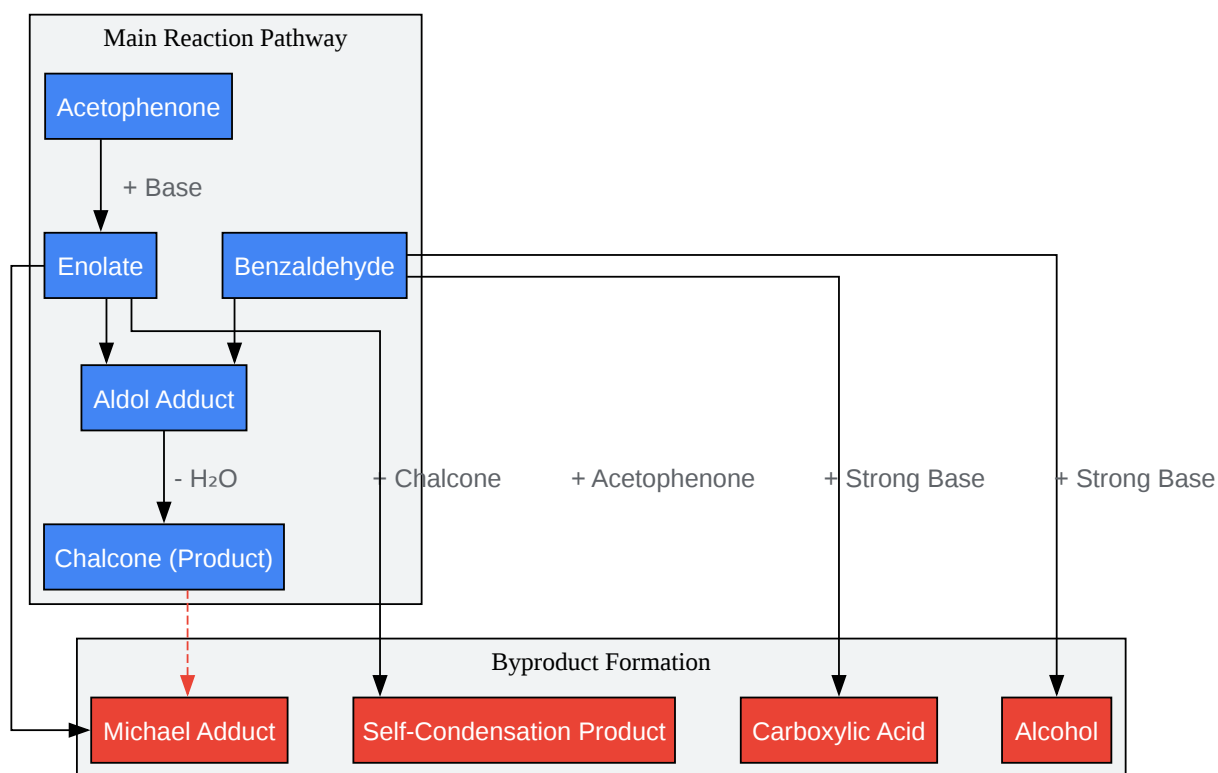 Main Reaction Pathway
Acetophenone
+ Base
Enolate
Benzaldehyde
Aldol Adduct
- H₂O
+ Chalcone
+ Acetophenone
+ Strong Base
+ Strong Base
Chalcone (Product)
Byproduct Formation
Michael Adduct
Self-Condensation Product
Carboxylic Acid
Alcohol